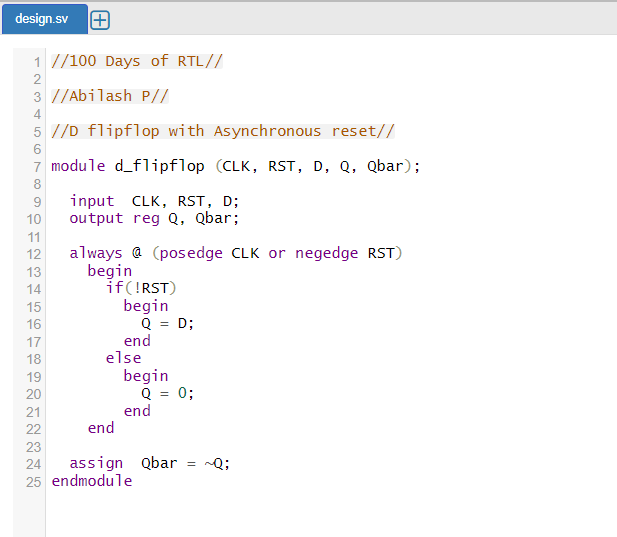 design.sv
1 //100 Days of RTL//
2
3 //Abilash P//
4
5 //D flipflop with Asynchronous reset//
6
7 module d_flipflop (CLK, RST, D, Q, Qbar);
8
9   input  CLK, RST, D;
10   output reg Q, Qbar;
11
12   always @ (posedge CLK or negedge RST)
13     begin
14       if(!RST)
15         begin
16           Q = D;
17         end
18       else
19         begin
20           Q = 0;
21         end
22     end
23
24   assign  Qbar = ~Q;
25 endmodule